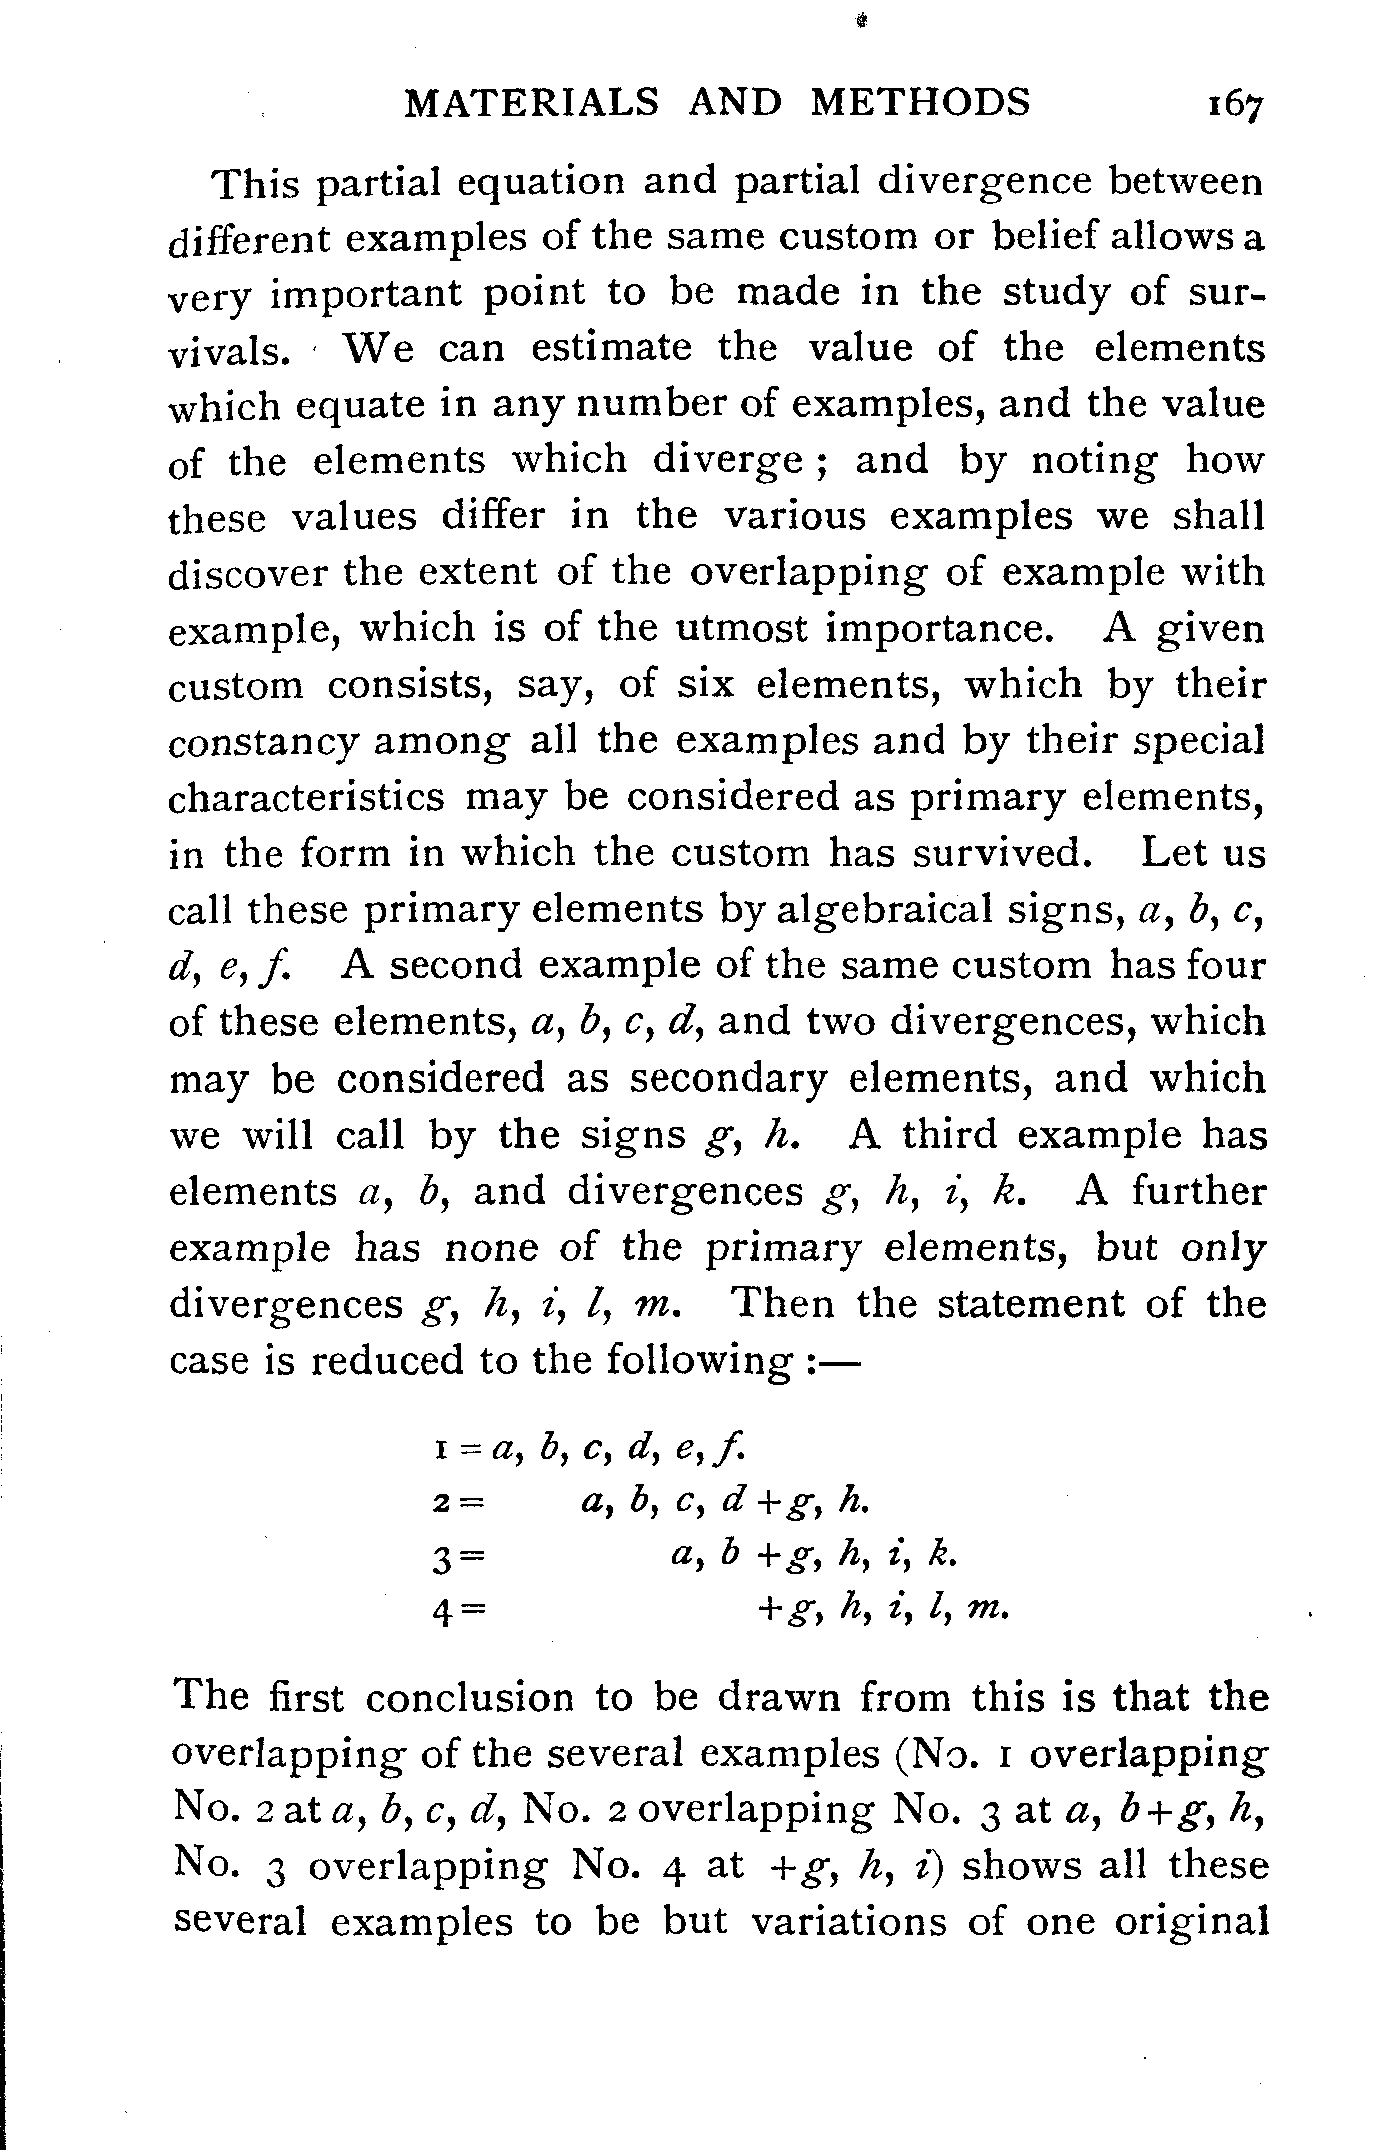 MATERIALS AND METHODS 167
This partial equation and partial divergence between
different examples of the same custom or belief allows a
very important point to be made in the study of sur-
vivals. We can estimate the value of the elements
which equate in any number of examples, and the value
of the elements which diverge ; and by noting how
these values differ in the various examples we shall
discover the extent of the overlapping of example with
example, which is of the utmost importance. A given
custom consists, say, of six elements, which by their
constancy among all the examples and by their special
characteristics may be considered as primary elements,
in the form in which the custom has survived. Let us
call these primary elements by algebraical signs, a, b, c,
d, e, f. A second example of the same custom has four
of these elements, a, b, c, d, and two divergences, which
may be considered as secondary elements, and which
we will call by the signs g, h. A third example has
elements a, b, and divergences g, h, i, k. A further
example has none of the primary elements, but only
divergences g, h, i, l, m. Then the statement of the
case is reduced to the following :—
1 = a, b, c, d, e, f.
2 = a, b, c, d + g, h.
3 = a, b + g, h, i, k.
4 = + g, h, i, l, m.
The first conclusion to be drawn from this is that the
overlapping of the several examples (No. 1 overlapping
No. 2 at a, b, c, d, No. 2 overlapping No. 3 at a, b + g, h,
No. 3 overlapping No. 4 at + g, h, i) shows all these
several examples to be but variations of one original